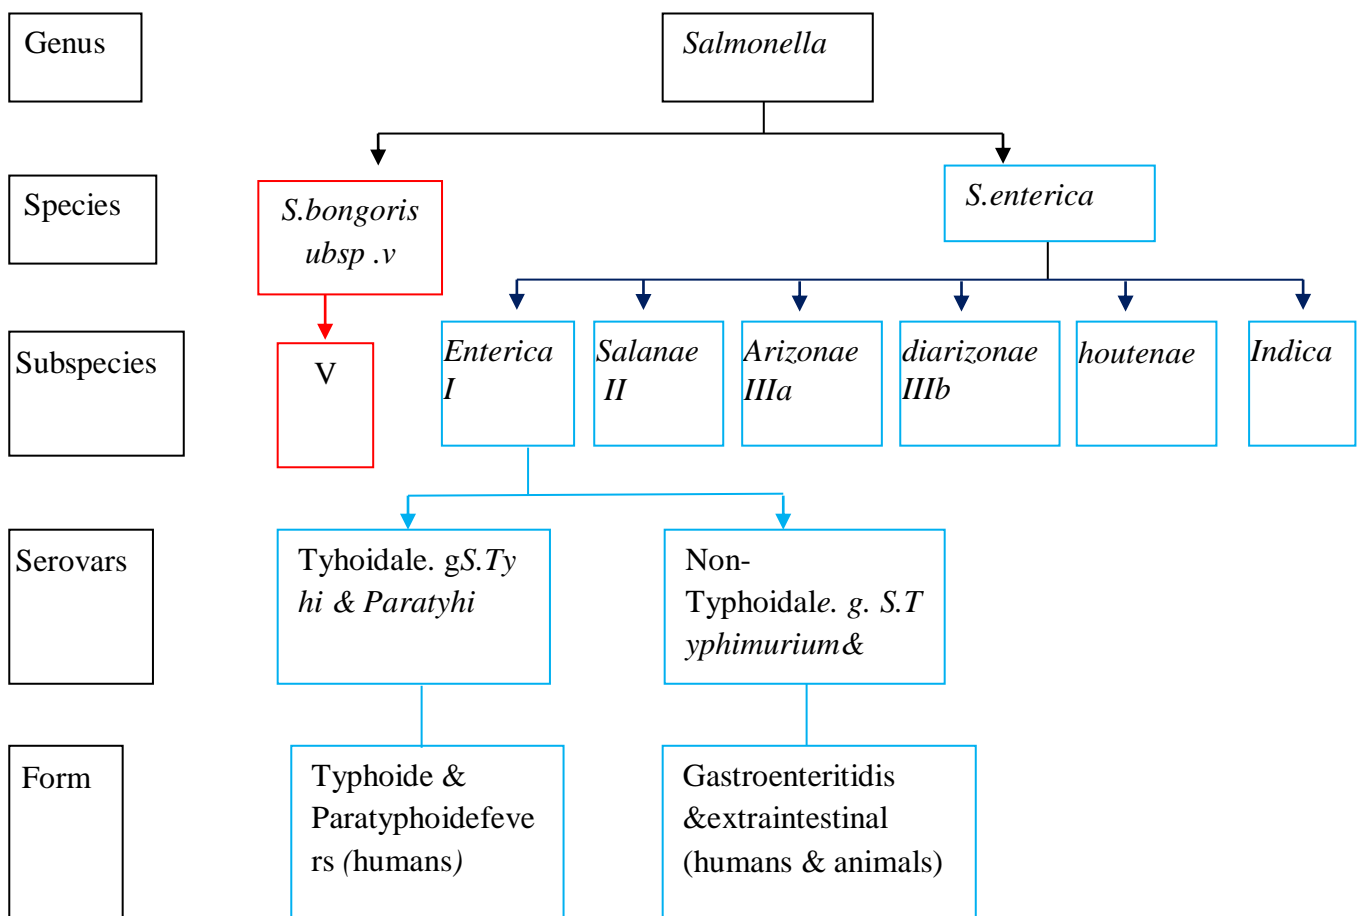 Genus
Salmonella
Species
S.bongoris
ubsp .v
S.enterica
Subspecies
V
Enterica
I
Salanae
II
Arizonae
IIIa
diarizonae
IIIb
houtenae
Indica
Serovars
Tyhoidale. gS.Ty
hi & Paratyhi
Non-
Typhoidale. g. S.T
yphimurium&
Form
Typhoide &
Paratyphoidefeve
rs (humans)
Gastroenteritidis
&extraintestinal
(humans & animals)